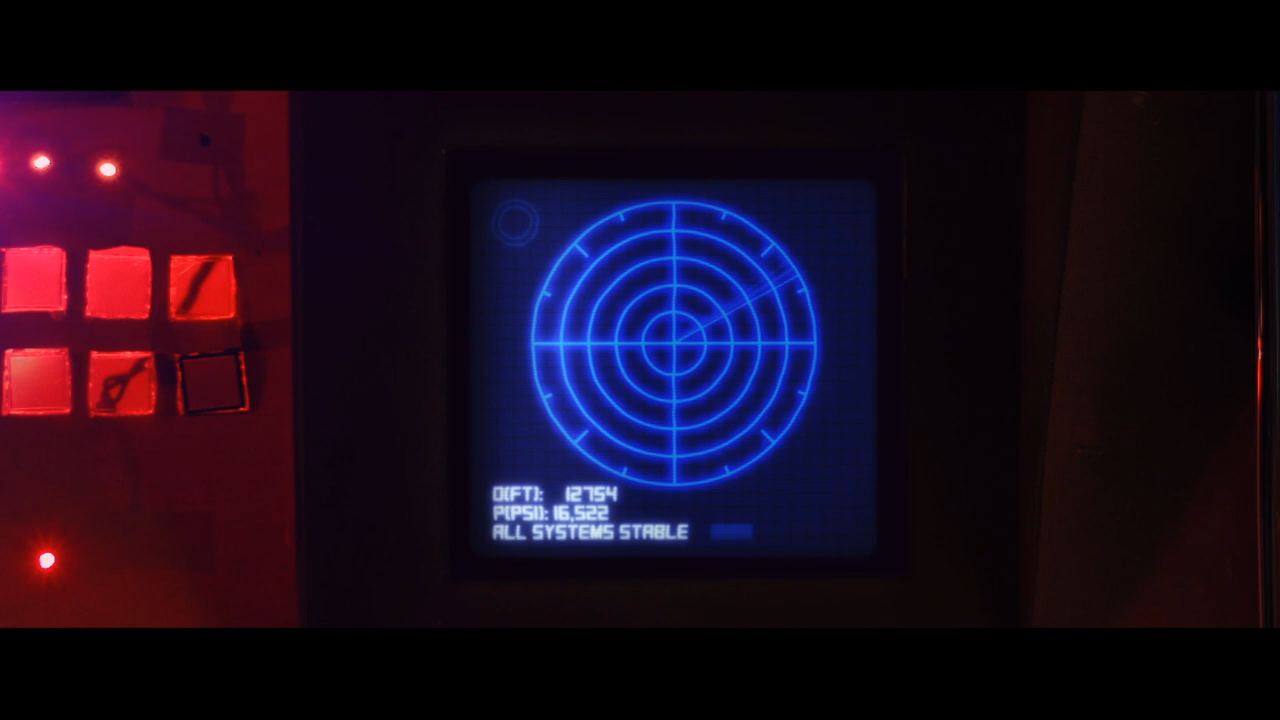 D(FT): 12754
P(PSI): 16,522
ALL SYSTEMS STABLE